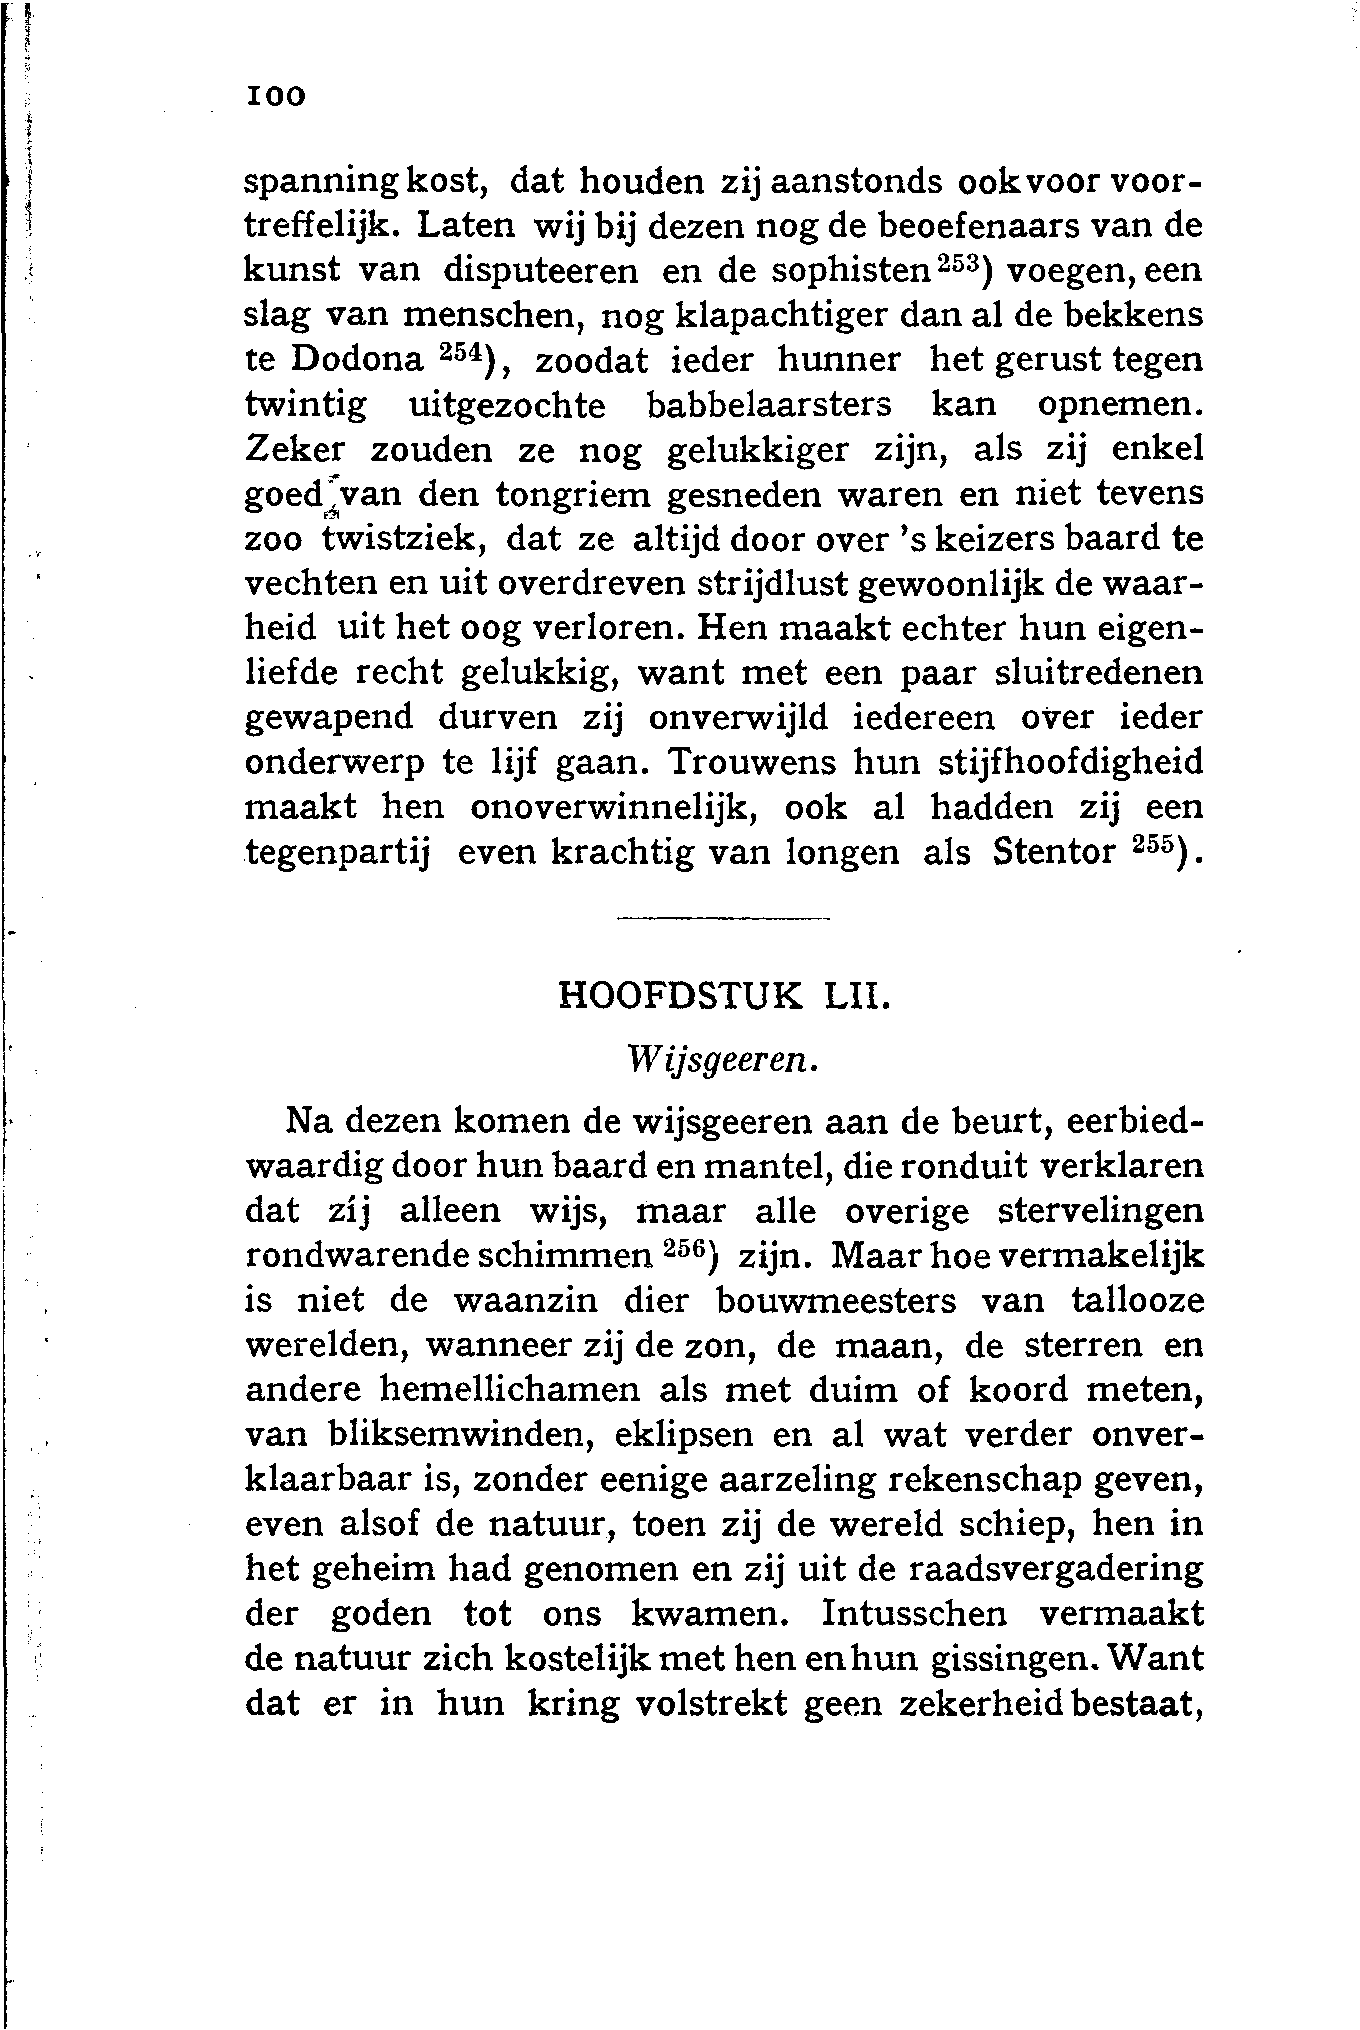 100
spanning kost, dat houden zij aanstonds ook voor voor-
treffelijk. Laten wij bij dezen nog de beoefenaars van de
kunst van disputeeren en de sophisten 253) voegen, een
slag van menschen, nog klapachtiger dan al de bekkens
te Dodona 254), zoodat ieder hunner het gerust tegen
twintig uitgezochte babbelaarsters kan opnemen.
Zeker zouden ze nog gelukkiger zijn, als zij enkel
goed van den tongriem gesneden waren en niet tevens
zoo twistziek, dat ze altijd door over 's keizers baard te
vechten en uit overdreven strijdlust gewoonlijk de waar-
heid uit het oog verloren. Hen maakt echter hun eigen-
liefde recht gelukkig, want met een paar sluitredenen
gewapend durven zij onverwijld iedereen over ieder
onderwerp te lijf gaan. Trouwens hun stijfhoofdigheid
maakt hen onoverwinnelijk, ook al hadden zij een
tegenpartij even krachtig van longen als Stentor 255).
HOOFDSTUK LII.
Wijsgeeren.
Na dezen komen de wijsgeeren aan de beurt, eerbied-
waardig door hun baard en mantel, die ronduit verklaren
dat zíj alleen wijs, maar alle overige stervelingen
rondwarende schimmen 256) zijn. Maar hoe vermakelijk
is niet de waanzin dier bouwmeesters van tallooze
werelden, wanneer zij de zon, de maan, de sterren en
andere hemellichamen als met duim of koord meten,
van bliksemwinden, eklipsen en al wat verder onver-
klaarbaar is, zonder eenige aarzeling rekenschap geven,
even alsof de natuur, toen zij de wereld schiep, hen in
het geheim had genomen en zij uit de raadsvergadering
der goden tot ons kwamen. Intusschen vermaakt
de natuur zich kostelijk met hen en hun gissingen. Want
dat er in hun kring volstrekt geen zekerheid bestaat,